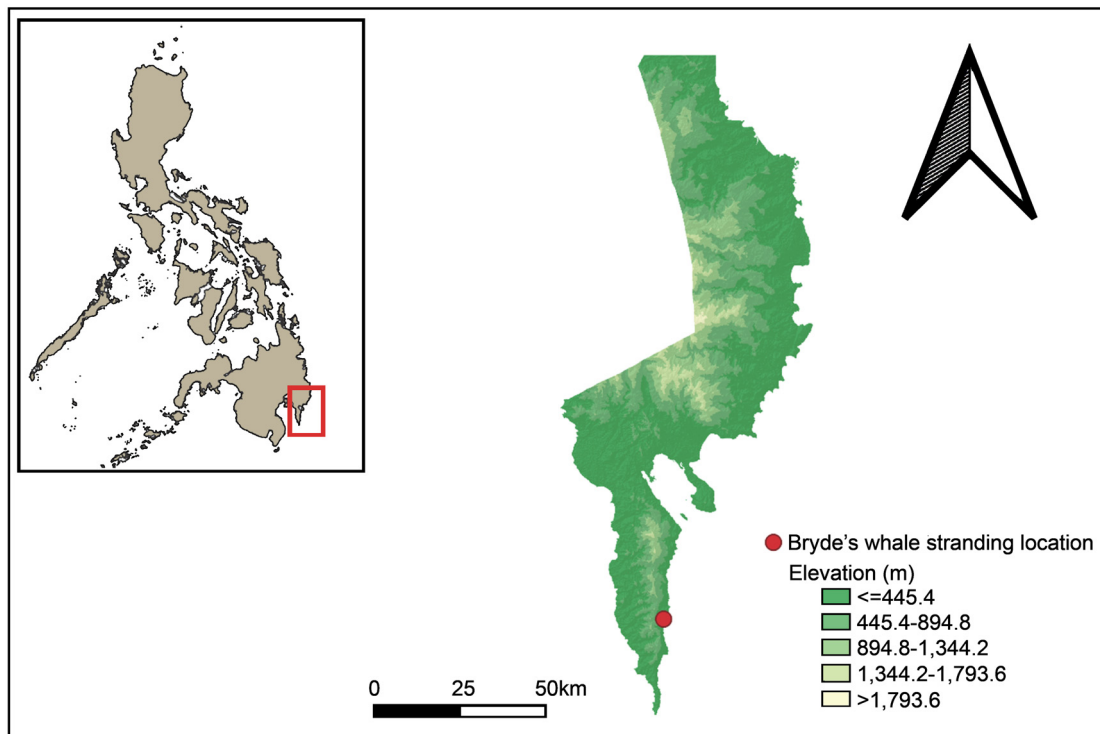 Bryde's whale stranding location
Elevation (m)
<=445.4
445.4-894.8
894.8-1,344.2
1,344.2-1,793.6
>1,793.6
0 25 50km